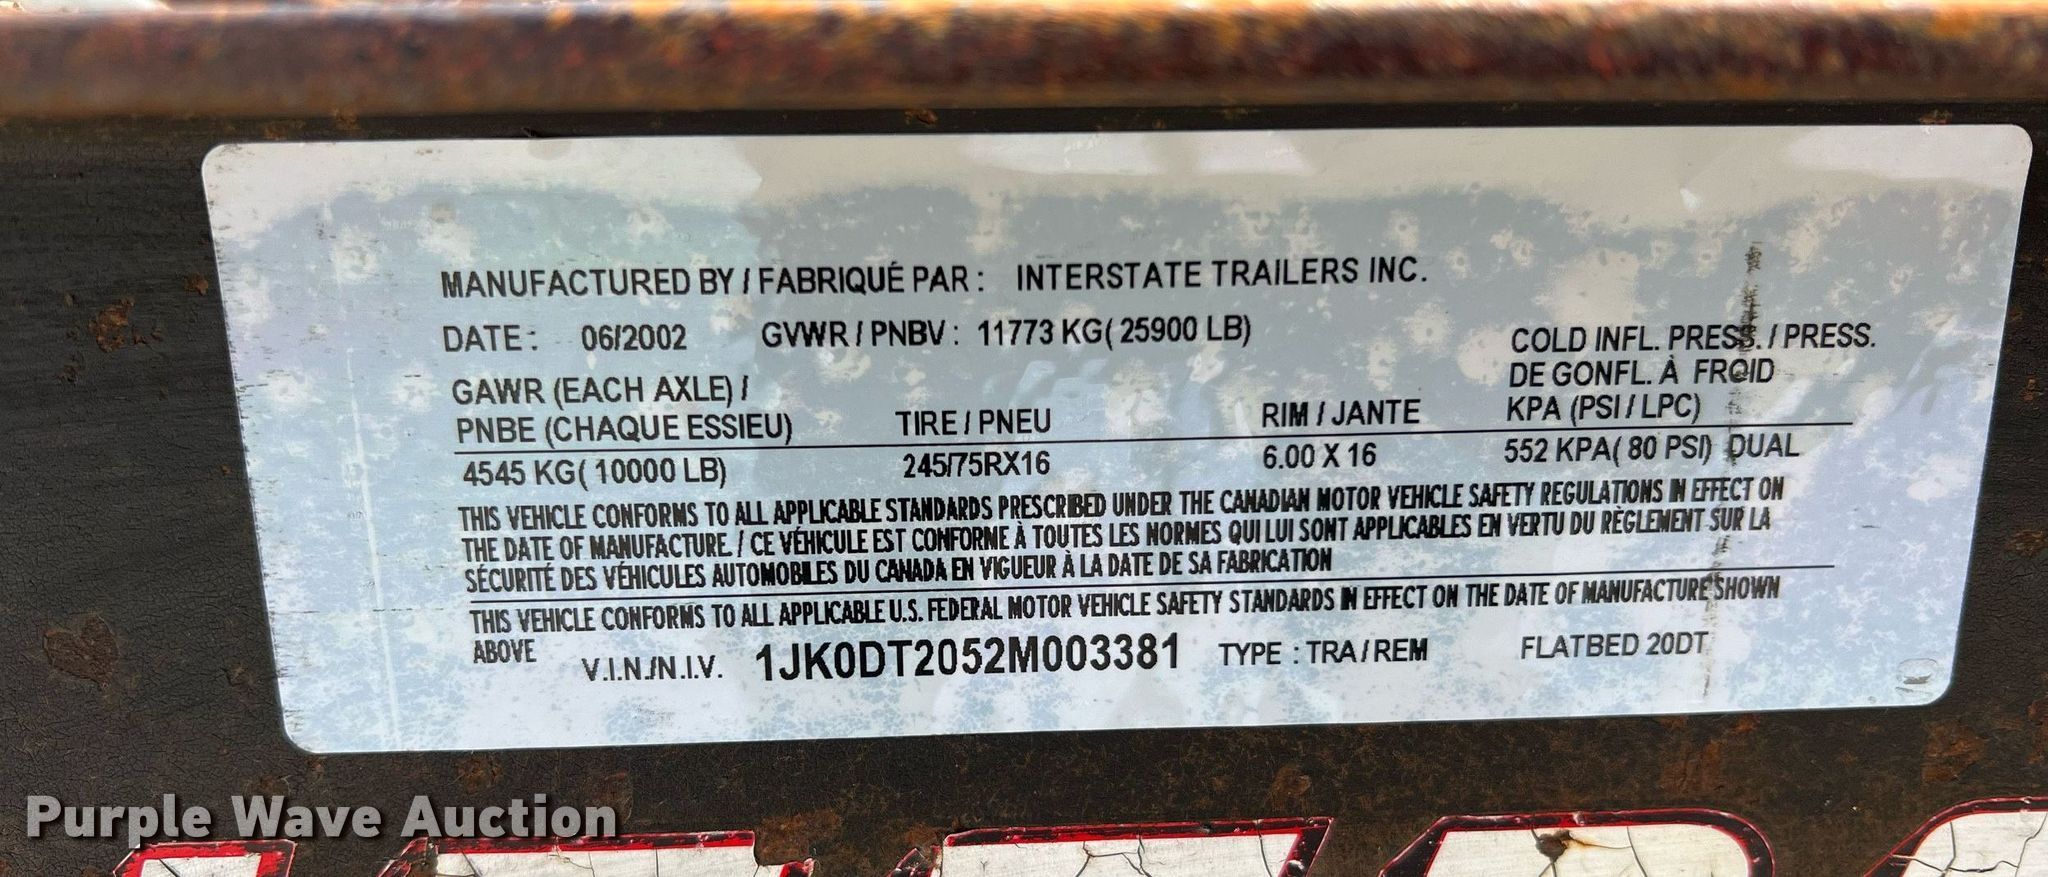 MANUFACTURED BY / FABRIQUÉ PAR : INTERSTATE TRAILERS INC.
DATE : 06/2002 GVWR / PNBV : 11773 KG( 25900 LB)
COLD INFL. PRESS. / PRESS.
DE GONFL. À FROID
KPA (PSI / LPC)
GAWR (EACH AXLE) /
PNBE (CHAQUE ESSIEU) TIRE / PNEU RIM / JANTE
4545 KG( 10000 LB) 245/75RX16 6.00 X 16 552 KPA( 80 PSI) DUAL
THIS VEHICLE CONFORMS TO ALL APPLICABLE STANDARDS PRESCRIBED UNDER THE CANADIAN MOTOR VEHICLE SAFETY REGULATIONS IN EFFECT ON
THE DATE OF MANUFACTURE. / CE VÉHICULE EST CONFORME À TOUTES LES NORMES QUI LUI SONT APPLICABLES EN VERTU DU RÈGLEMENT SUR LA
SÉCURITÉ DES VÉHICULES AUTOMOBILES DU CANADA EN VIGUEUR À LA DATE DE SA FABRICATION
THIS VEHICLE CONFORMS TO ALL APPLICABLE U.S. FEDERAL MOTOR VEHICLE SAFETY STANDARDS IN EFFECT ON THE DATE OF MANUFACTURE SHOWN
ABOVE
V.I.N./N.I.V. 1JK0DT2052M003381 TYPE : TRA / REM FLATBED 20DT
Purple Wave Auction